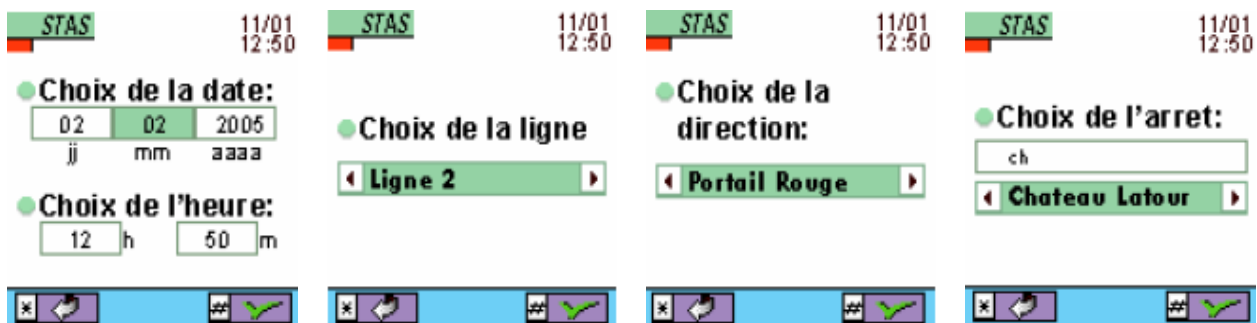 STAS 11/01
12:50
Choix de la date:
02 02 2005
jj mm aaaa
Choix de l'heure:
12 h 50 m
* #
STAS 11/01
12:50
Choix de la ligne
Ligne 2
* #
STAS 11/01
12:50
Choix de la
direction:
Portail Rouge
* #
STAS 11/01
12:50
Choix de l'arret:
ch
Chateau Latour
* #